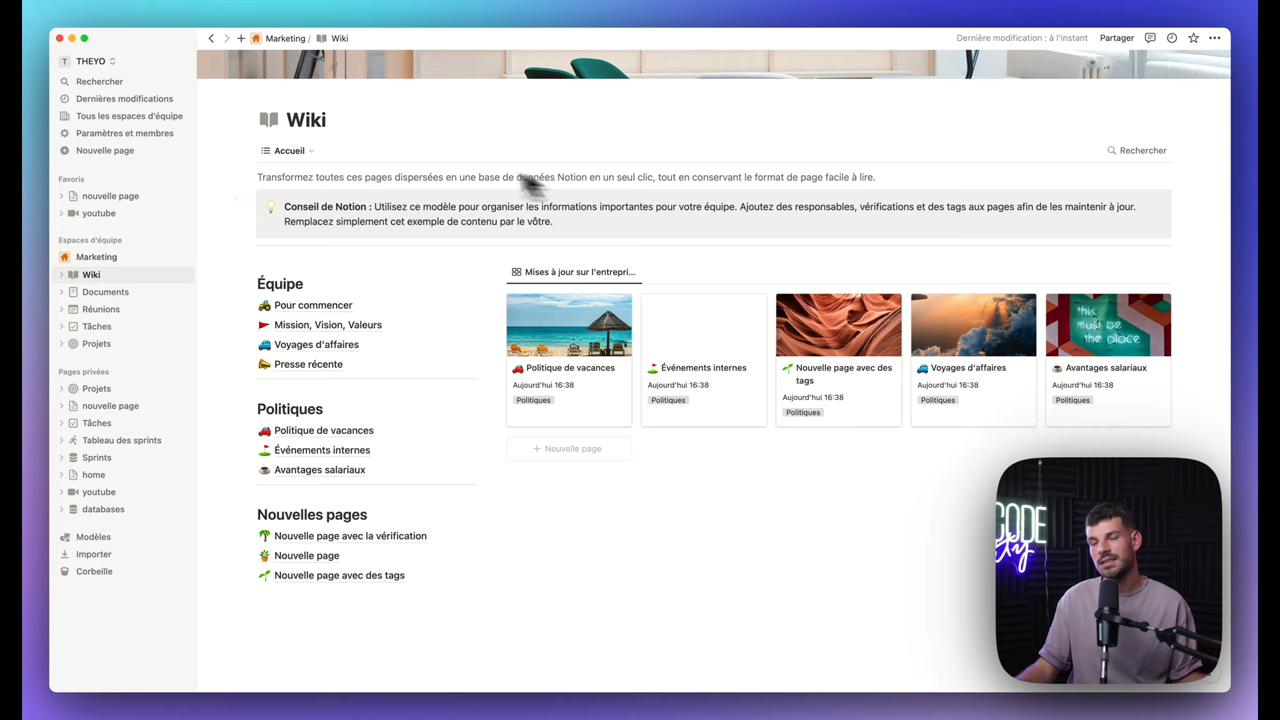 Marketing / Wiki
Dernière modification : à l'instant
Partager
T THEYO
Rechercher
Dernières modifications
Tous les espaces d'équipe
Paramètres et membres
Nouvelle page
Favoris
nouvelle page
youtube
Espaces d'équipe
Marketing
Wiki
Documents
Réunions
Tâches
Projets
Pages privées
Projets
nouvelle page
Tâches
Tableau des sprints
Sprints
home
youtube
databases
Modèles
Importer
Corbeille
Wiki
Accueil
Rechercher
Transformez toutes ces pages dispersées en une base de données Notion en un seul clic, tout en conservant le format de page facile à lire.
Conseil de Notion : Utilisez ce modèle pour organiser les informations importantes pour votre équipe. Ajoutez des responsables, vérifications et des tags aux pages afin de les maintenir à jour.
Remplacez simplement cet exemple de contenu par le vôtre.
Équipe
Pour commencer
Mission, Vision, Valeurs
Voyages d'affaires
Presse récente
Politiques
Politique de vacances
Événements internes
Avantages salariaux
Nouvelles pages
Nouvelle page avec la vérification
Nouvelle page
Nouvelle page avec des tags
Mises à jour sur l'entrepri...
Politique de vacances
Aujourd'hui 16:38
Politiques
Événements internes
Aujourd'hui 16:38
Politiques
Nouvelle page avec des
tags
Aujourd'hui 16:38
Politiques
Voyages d'affaires
Aujourd'hui 16:38
Politiques
this
must be
the place
Avantages salariaux
Aujourd'hui 16:38
Politiques
+ Nouvelle page
CODE